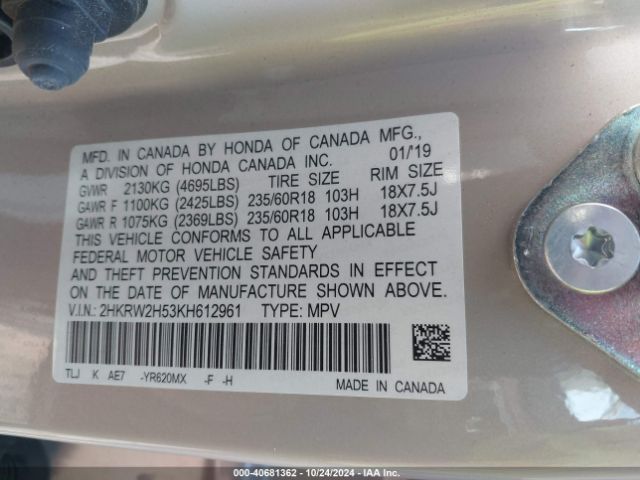 MFD. IN CANADA BY HONDA OF CANADA MFG.,
A DIVISION OF HONDA CANADA INC. 01/'19
GVWR 2130KG (4695LBS) TIRE SIZE RIM SIZE
GAWR F 1100KG (2425LBS) 235/60R18 103H 18X7.5J
GAWR R 1075KG (2369LBS) 235/60R18 103H 18X7.5J
THIS VEHICLE CONFORMS TO ALL APPLICABLE
FEDERAL MOTOR VEHICLE SAFETY
AND THEFT PREVENTION STANDARDS IN EFFECT
ON THE DATE OF MANUFACTURE SHOWN ABOVE.
V.I.N.: 2HKRW2H53KH612961 TYPE: MPV
TLJ K AE7 -YR620MX -F -H
MADE IN CANADA
000-40681362 - 10/24/2024 - IAA Inc.